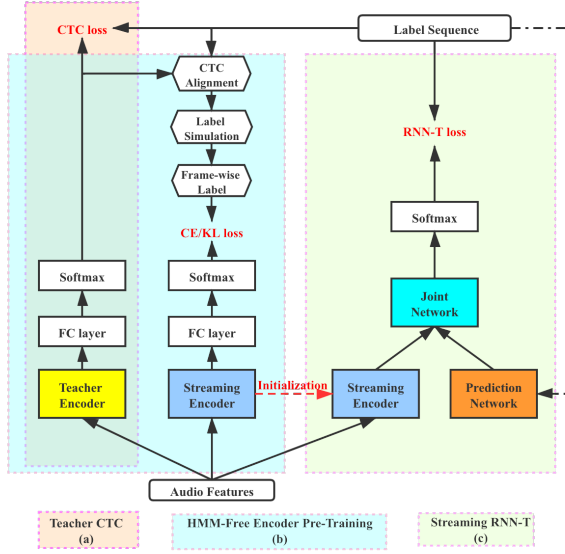 CTC loss
Label Sequence
CTC
Alignment
Label
Simulation
RNN-T loss
Frame-wise
Label
CE/KL loss
Softmax
Softmax
Softmax
Joint
Network
FC layer
FC layer
Teacher
Encoder
Streaming
Encoder
Initialization
Streaming
Encoder
Prediction
Network
Audio Features
Teacher CTC
(a)
HMM-Free Encoder Pre-Training
(b)
Streaming RNN-T
(c)